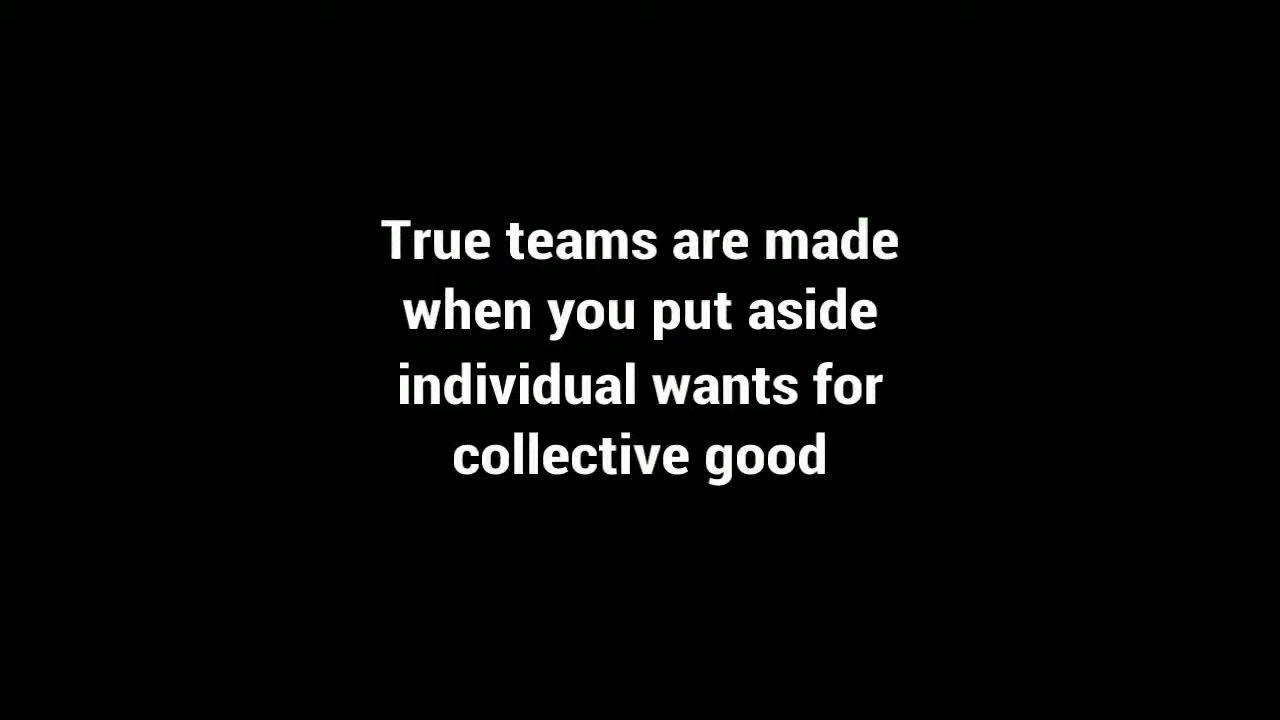 True teams are made
when you put aside
individual wants for
collective good